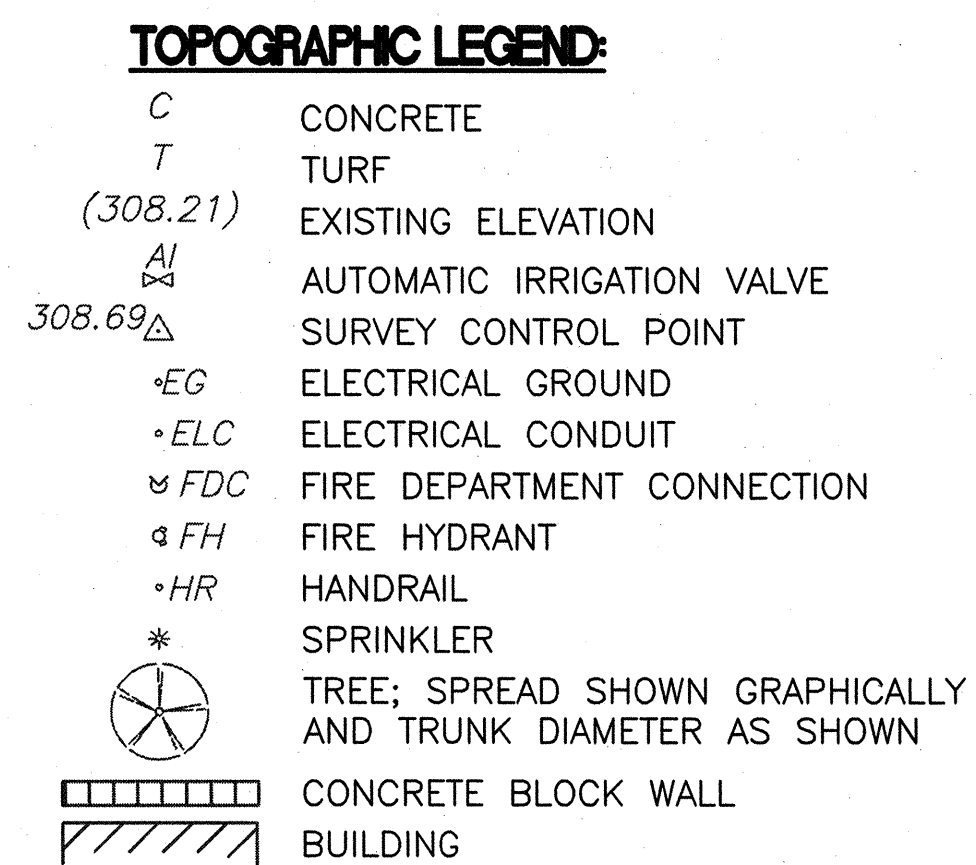 TOPOGRAPHIC LEGEND:
C CONCRETE
T TURF
(308.21) EXISTING ELEVATION
AI AUTOMATIC IRRIGATION VALVE
308.69 SURVEY CONTROL POINT
EG ELECTRICAL GROUND
ELC ELECTRICAL CONDUIT
FDC FIRE DEPARTMENT CONNECTION
FH FIRE HYDRANT
HR HANDRAIL
SPRINKLER
TREE; SPREAD SHOWN GRAPHICALLY
AND TRUNK DIAMETER AS SHOWN
CONCRETE BLOCK WALL
BUILDING